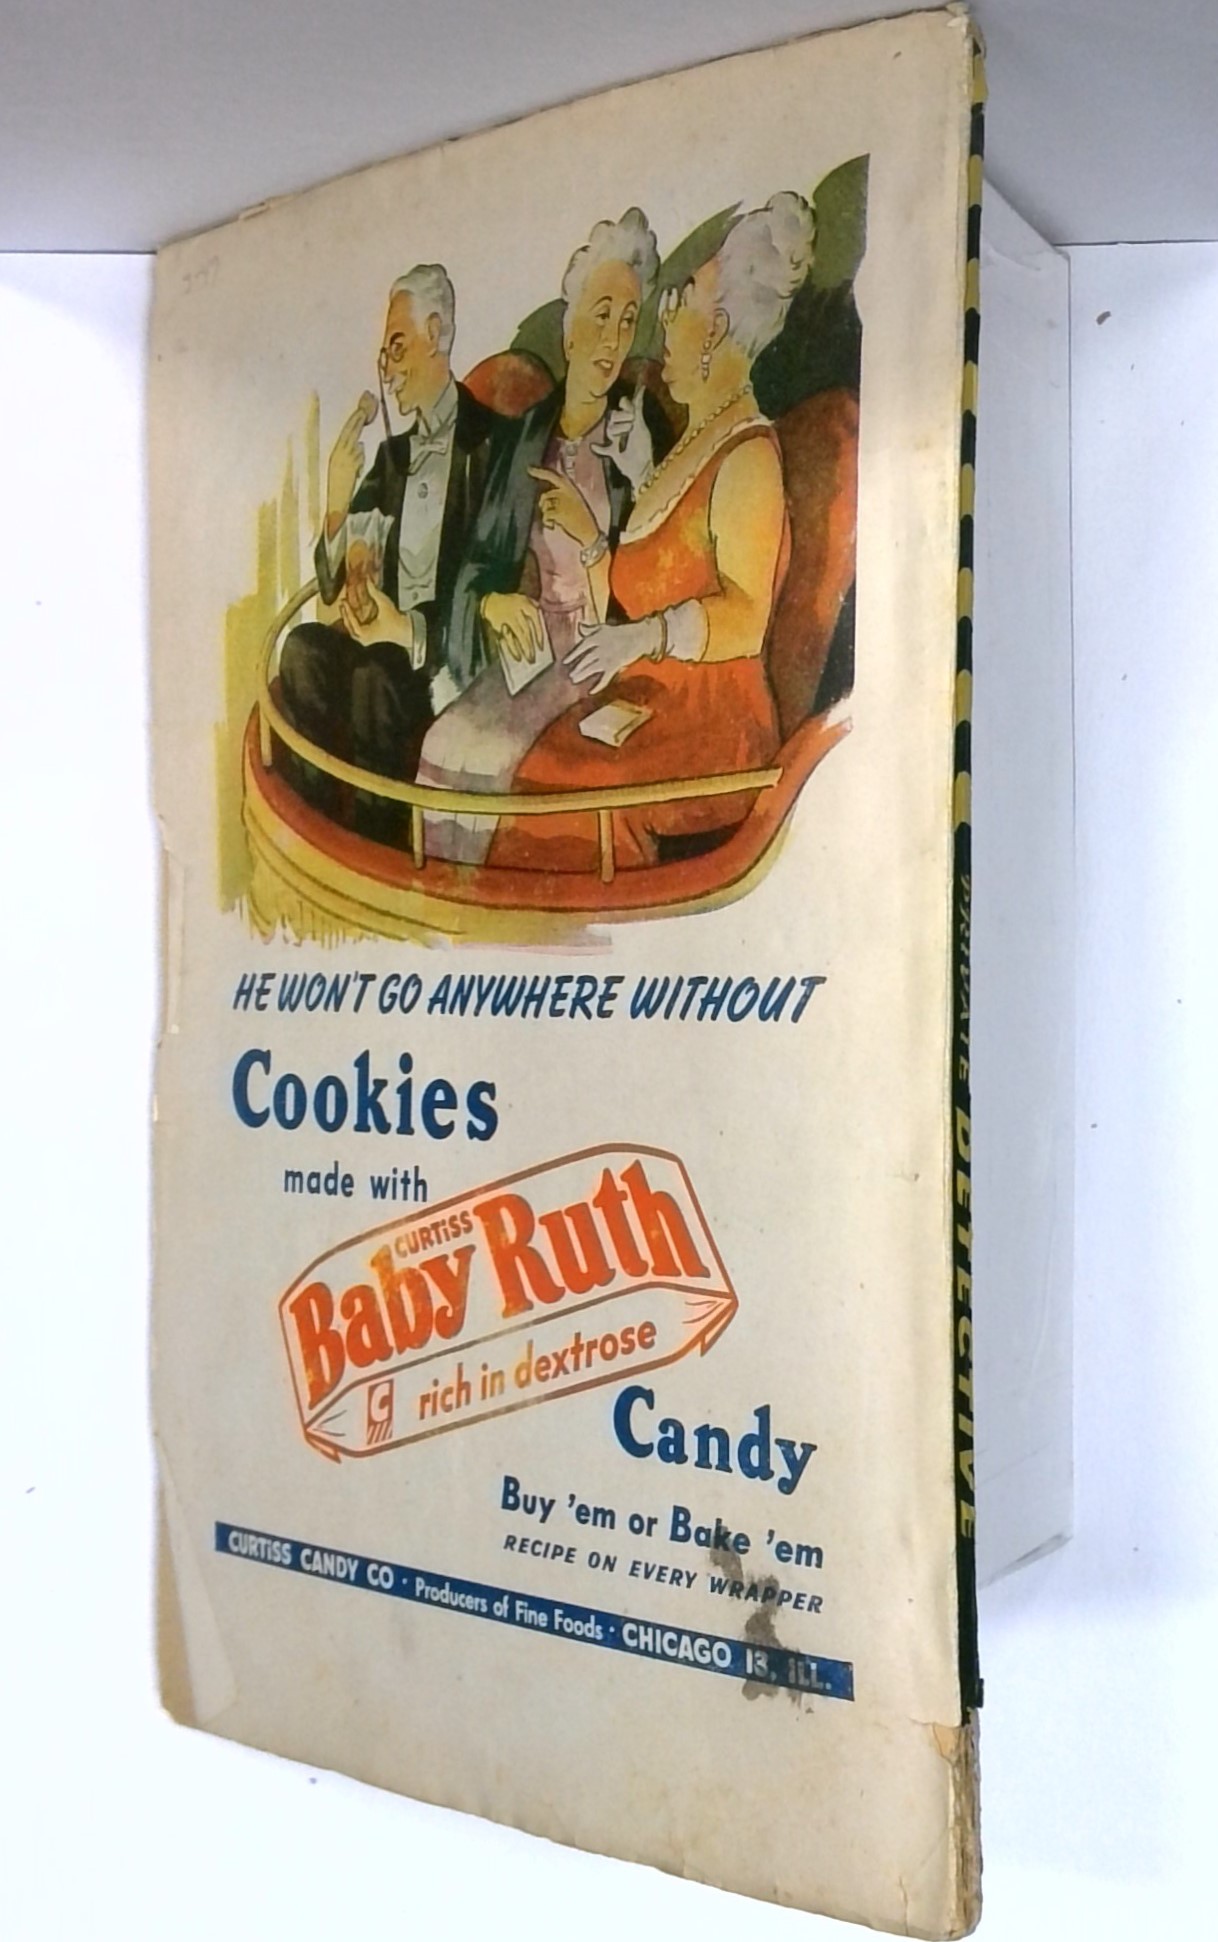 HE WON'T GO ANYWHERE WITHOUT
Cookies
made with
CURTISS
Baby Ruth
C rich in dextrose
Candy
Buy 'em or Bake 'em
RECIPE ON EVERY WRAPPER
CURTISS CANDY CO • Producers of Fine Foods • CHICAGO 13, ILL.
PRIVATE DETECTIVE